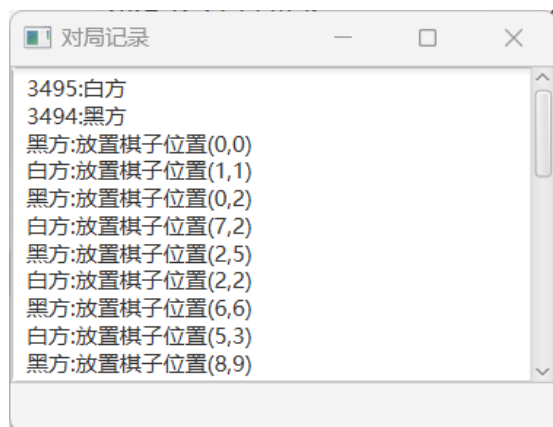 对局记录
3495:白方
3494:黑方
黑方:放置棋子位置(0,0)
白方:放置棋子位置(1,1)
黑方:放置棋子位置(0,2)
白方:放置棋子位置(7,2)
黑方:放置棋子位置(2,5)
白方:放置棋子位置(2,2)
黑方:放置棋子位置(6,6)
白方:放置棋子位置(5,3)
黑方:放置棋子位置(8,9)